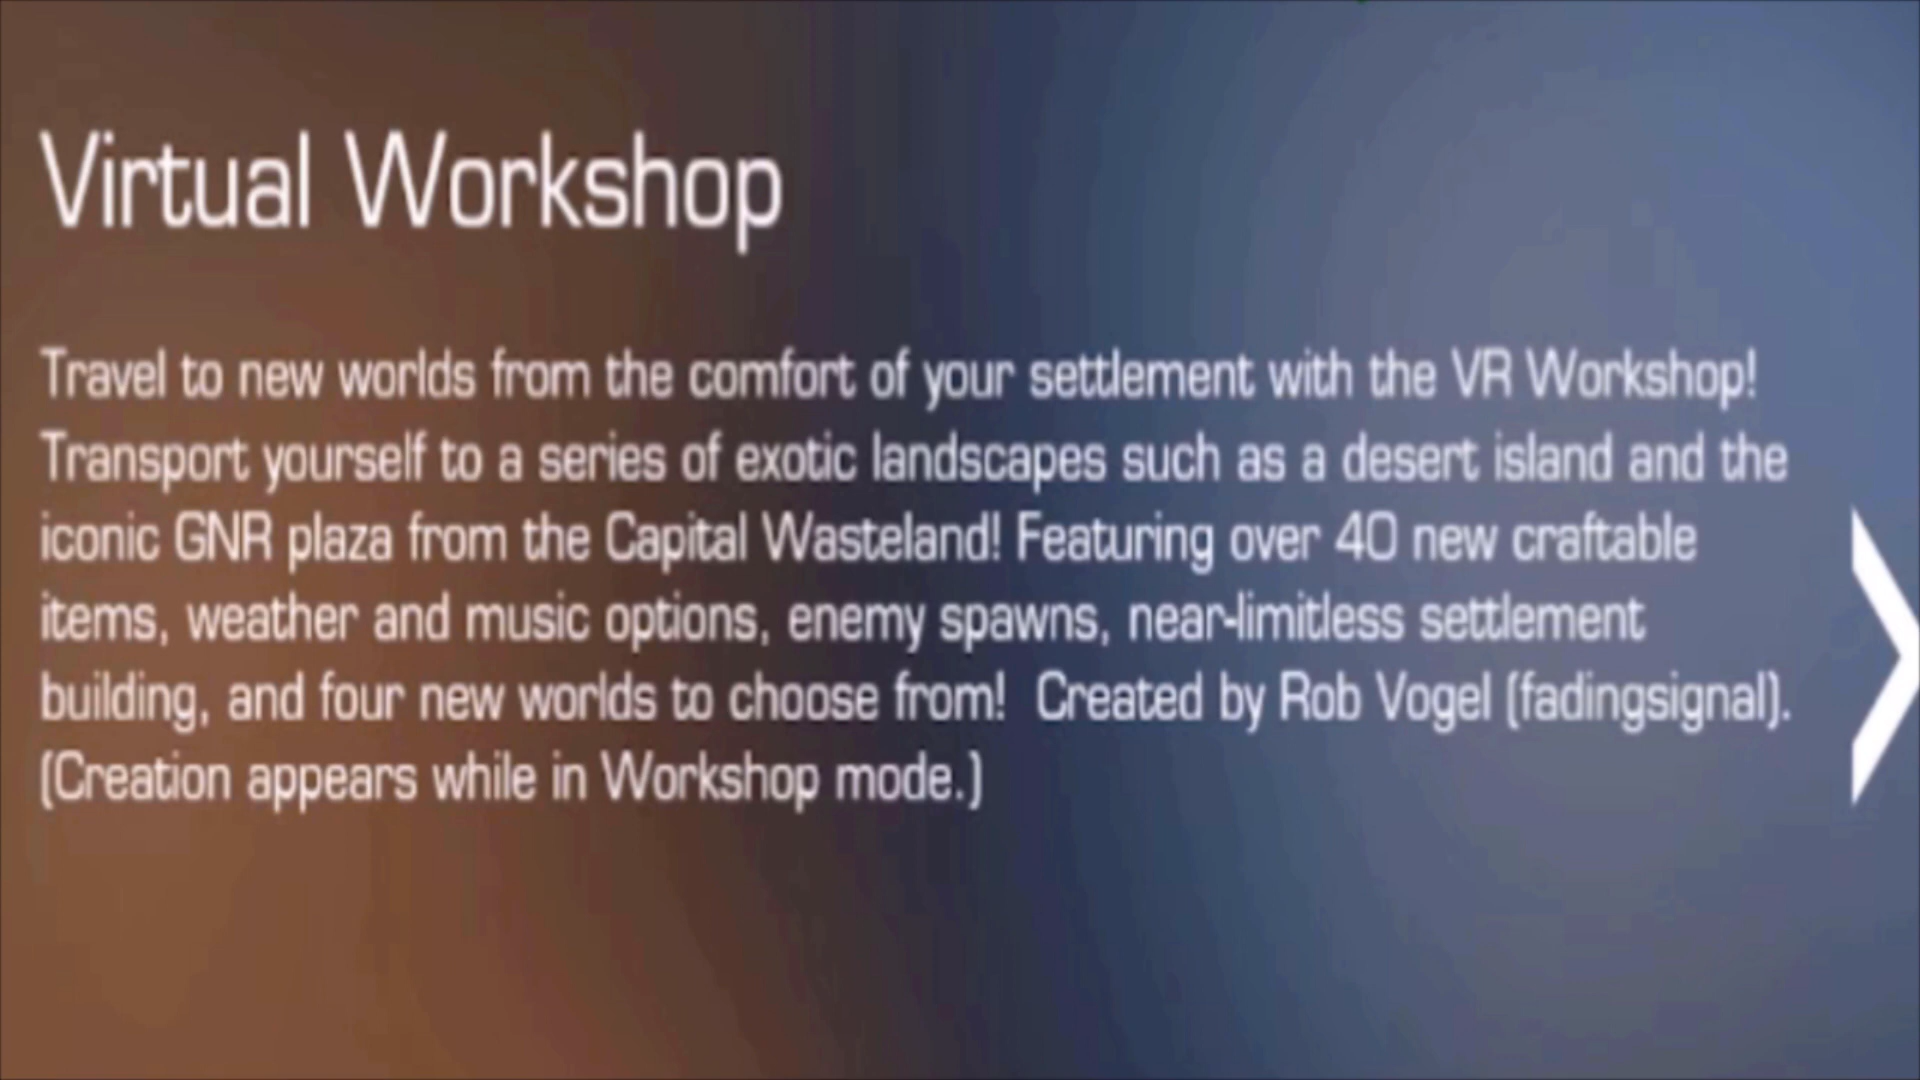 Virtual Workshop
Travel to new worlds from the comfort of your settlement with the VR Workshop!
Transport yourself to a series of exotic landscapes such as a desert island and the
iconic GNR plaza from the Capital Wasteland! Featuring over 40 new craftable
items, weather and music options, enemy spawns, near-limitless settlement
building, and four new worlds to choose from!  Created by Rob Vogel (fadingsignal).
(Creation appears while in Workshop mode.)